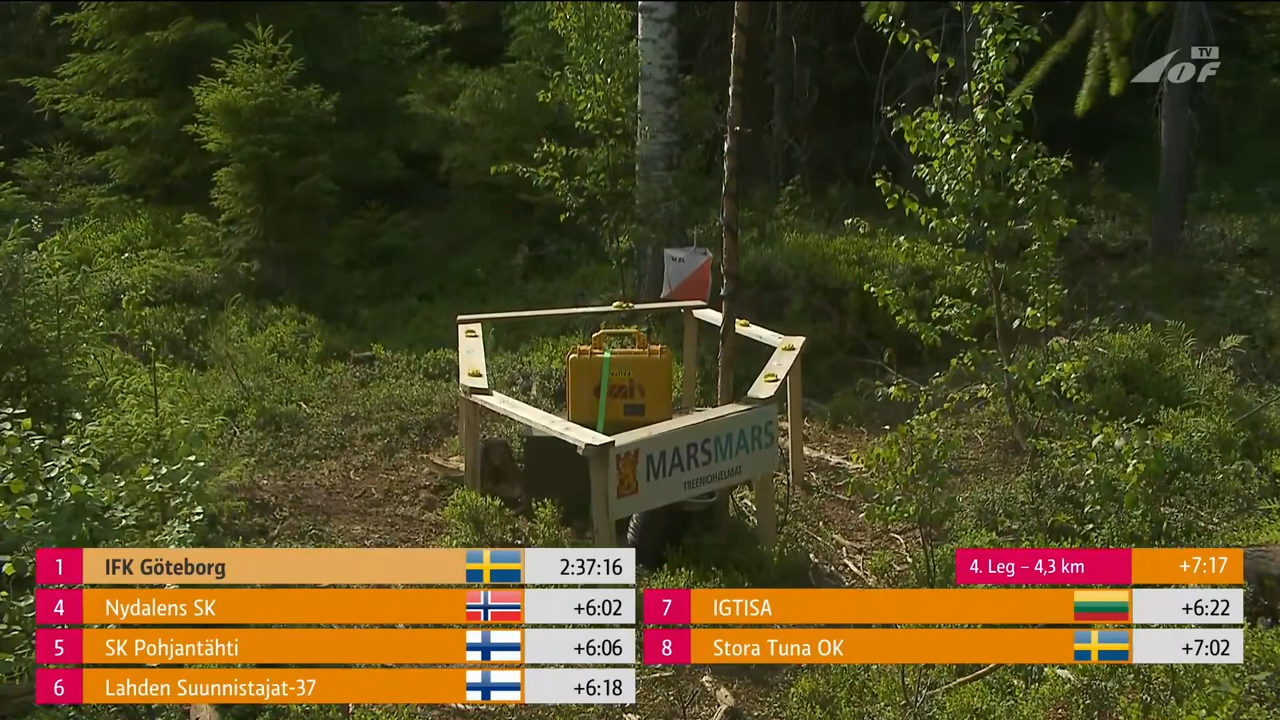 TV
OF
MARSMARS
TREENIOHJELMAT
1 IFK Göteborg 2:37:16
4 Nydalens SK +6:02
5 SK Pohjantähti +6:06
6 Lahden Suunnistajat-37 +6:18
4. Leg – 4,3 km +7:17
7 IGTISA +6:22
8 Stora Tuna OK +7:02